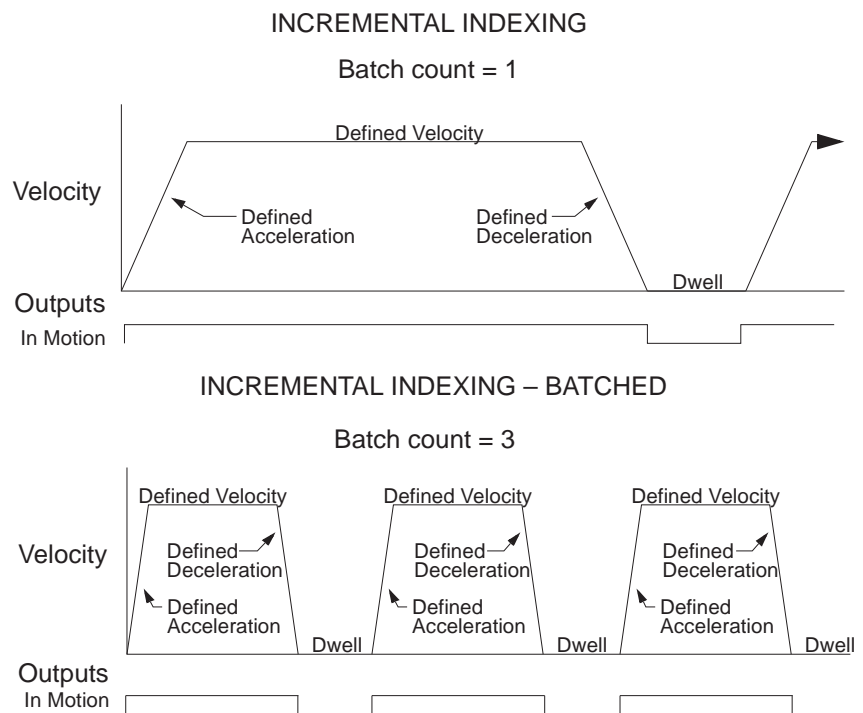 INCREMENTAL INDEXING
Batch count = 1
Defined Velocity
Velocity
Defined
Acceleration
Defined
Deceleration
Dwell
Outputs
In Motion
INCREMENTAL INDEXING – BATCHED
Batch count = 3
Defined Velocity
Defined Velocity
Defined Velocity
Velocity
Defined
Deceleration
Defined
Deceleration
Defined
Deceleration
Defined
Acceleration
Defined
Acceleration
Defined
Acceleration
Dwell
Dwell
Dwell
Outputs
In Motion